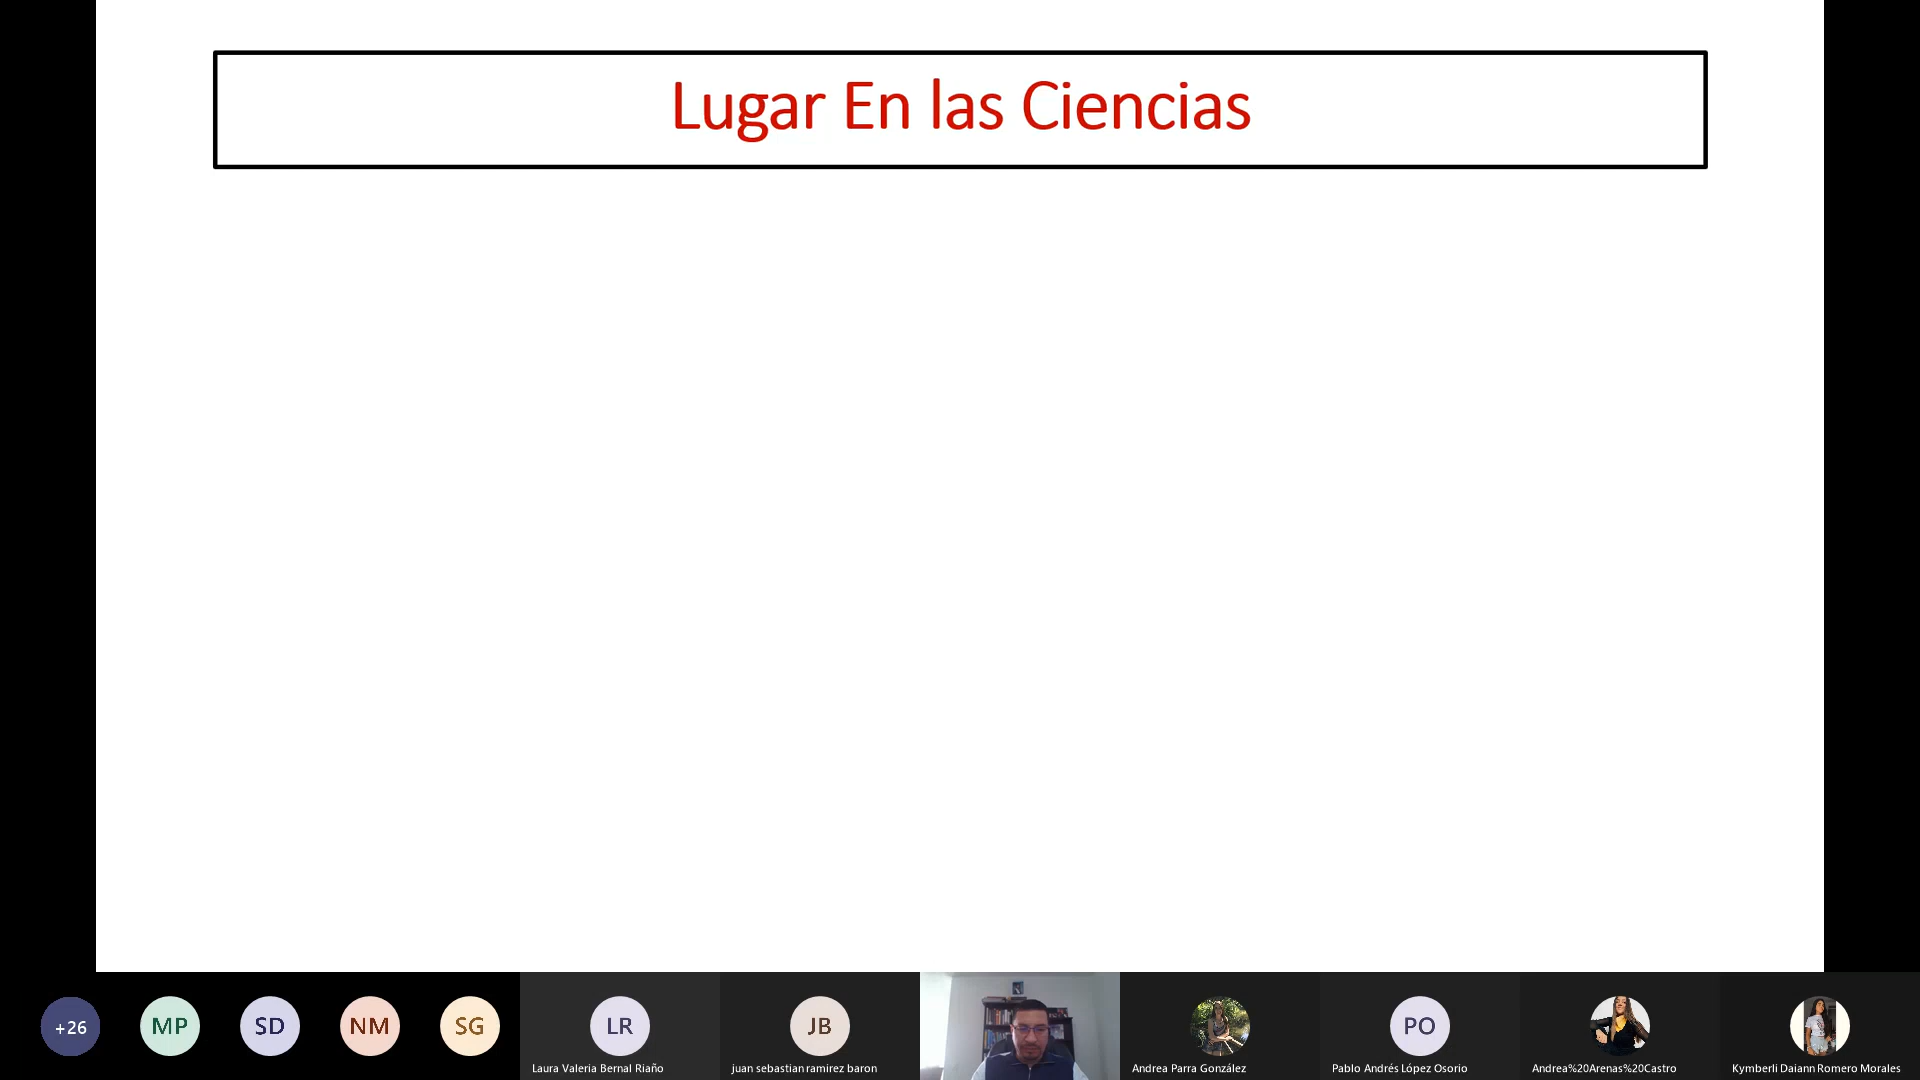 Lugar En las Ciencias
+26
MP
SD
NM
SG
LR
JB
PO
Laura Valeria Bernal Riaño
juan sebastian ramirez baron
Andrea Parra González
Pablo Andrés López Osorio
Andrea%20Arenas%20Castro
Kymberli Daiann Romero Morales